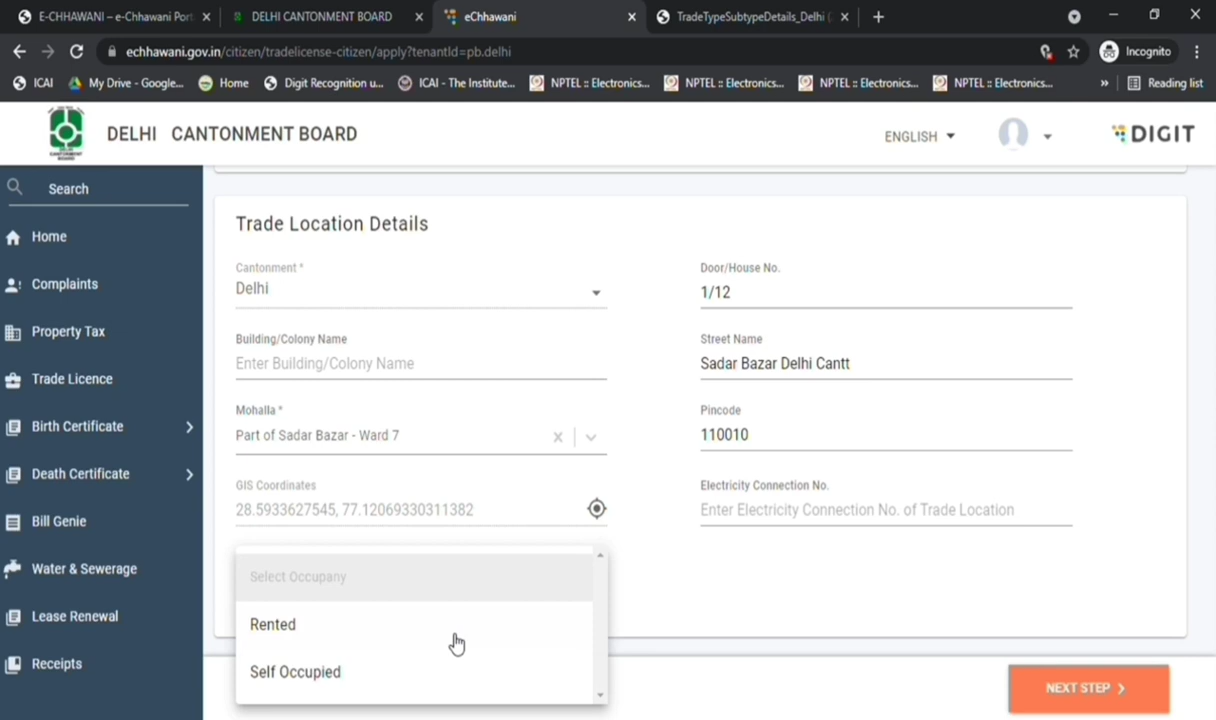 E-CHHAWANI – e-Chhawani Port
DELHI CANTONMENT BOARD
eChhawani
TradeTypeSubtypeDetails_Delhi (
echhawani.gov.in/citizen/tradelicense-citizen/apply?tenantId=pb.delhi
Incognito
ICAI
My Drive - Google...
Home
Digit Recognition u...
ICAI - The Institute...
NPTEL :: Electronics...
NPTEL :: Electronics...
NPTEL :: Electronics...
NPTEL :: Electronics...
»
Reading list
DELHI CANTONMENT BOARD
ENGLISH
DIGIT
Search
Home
Complaints
Property Tax
Trade Licence
Birth Certificate
Death Certificate
Bill Genie
Water & Sewerage
Lease Renewal
Receipts
Trade Location Details
Cantonment *
Delhi
Door/House No.
1/12
Building/Colony Name
Enter Building/Colony Name
Street Name
Sadar Bazar Delhi Cantt
Mohalla *
Part of Sadar Bazar - Ward 7
Pincode
110010
GIS Coordinates
28.5933627545, 77.12069330311382
Electricity Connection No.
Enter Electricity Connection No. of Trade Location
Select Occupany
Rented
Self Occupied
NEXT STEP